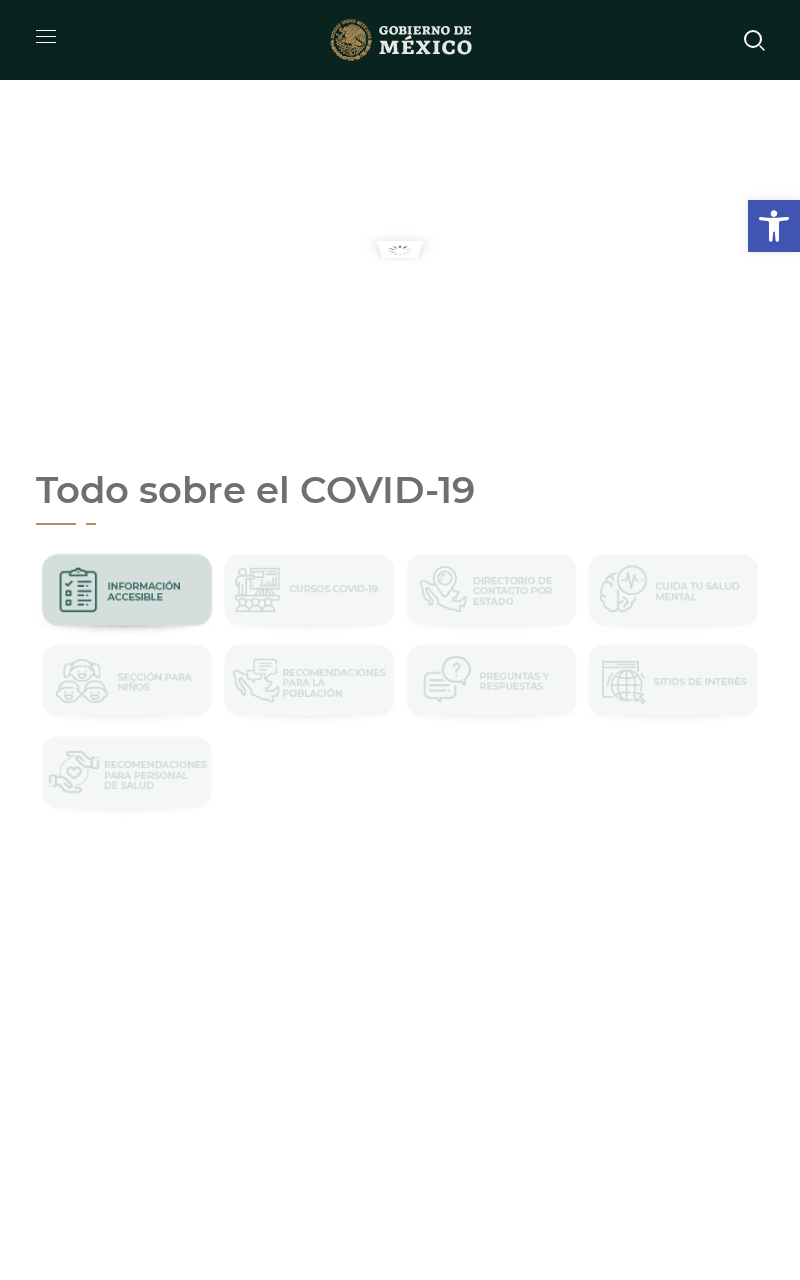 GOBIERNO DE
MÉXICO
Todo sobre el COVID-19
INFORMACIÓN
ACCESIBLE
CURSOS COVID-19
DIRECTORIO DE
CONTACTO POR
ESTADO
CUIDA TU SALUD
MENTAL
SECCIÓN PARA
NIÑOS
RECOMENDACIONES
PARA LA
POBLACIÓN
PREGUNTAS Y
RESPUESTAS
SITIOS DE INTERÉS
RECOMENDACIONES
PARA PERSONAL
DE SALUD